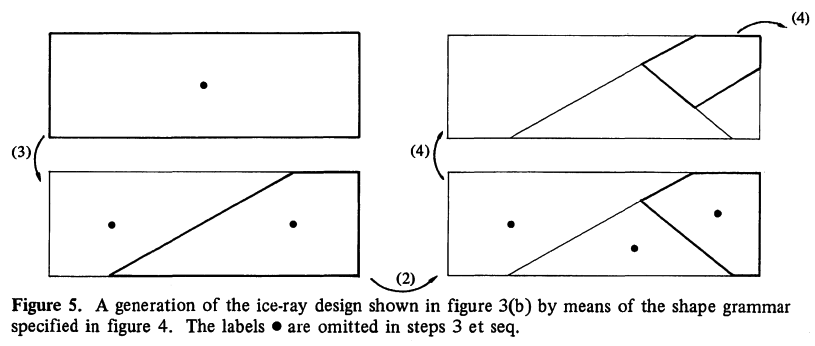 (4)
(3)
(4)
(2)
Figure 5. A generation of the ice-ray design shown in figure 3(b) by means of the shape grammar
specified in figure 4. The labels ● are omitted in steps 3 et seq.